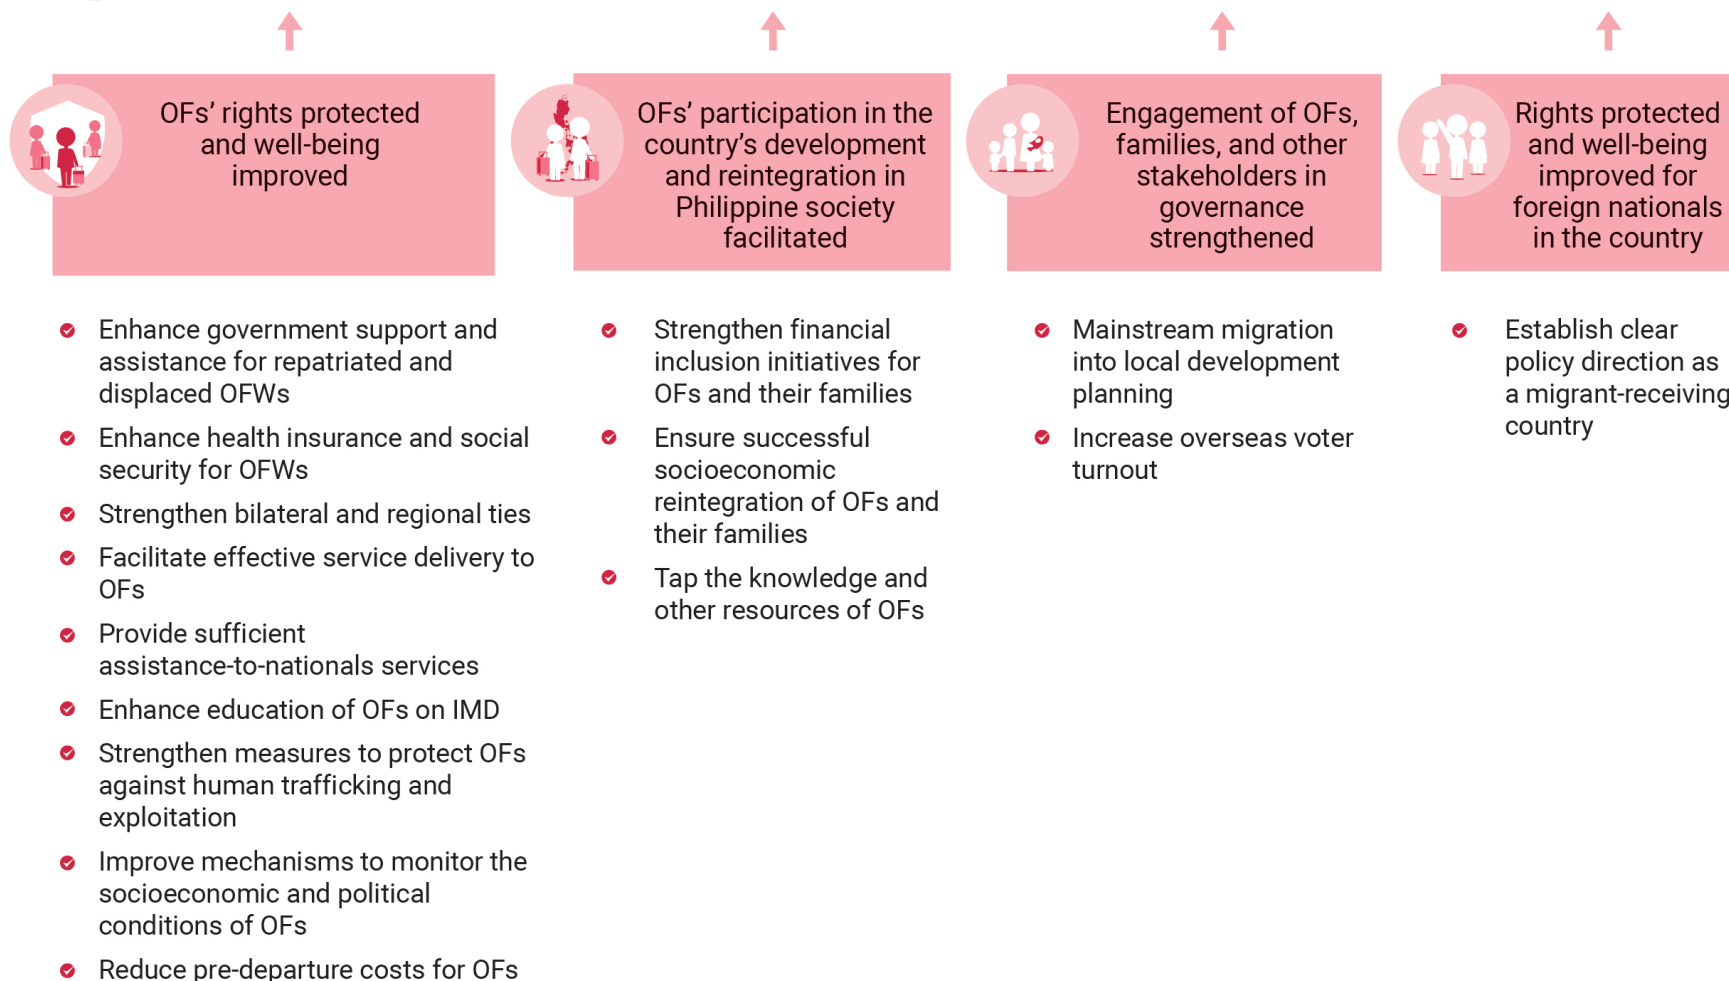 OFs’ rights protected
and well-being
improved
Enhance government support and
assistance for repatriated and
displaced OFWs
Enhance health insurance and social
security for OFWs
Strengthen bilateral and regional ties
Facilitate effective service delivery to
OFs
Provide sufficient
assistance-to-nationals services
Enhance education of OFs on IMD
Strengthen measures to protect OFs
against human trafficking and
exploitation
Improve mechanisms to monitor the
socioeconomic and political
conditions of OFs
Reduce pre-departure costs for OFs
OFs’ participation in the
country’s development
and reintegration in
Philippine society
facilitated
Strengthen financial
inclusion initiatives for
OFs and their families
Ensure successful
socioeconomic
reintegration of OFs and
their families
Tap the knowledge and
other resources of OFs
Engagement of OFs,
families, and other
stakeholders in
governance
strengthened
Mainstream migration
into local development
planning
Increase overseas voter
turnout
Rights protected
and well-being
improved for
foreign nationals
in the country
Establish clear
policy direction as
a migrant-receiving
country